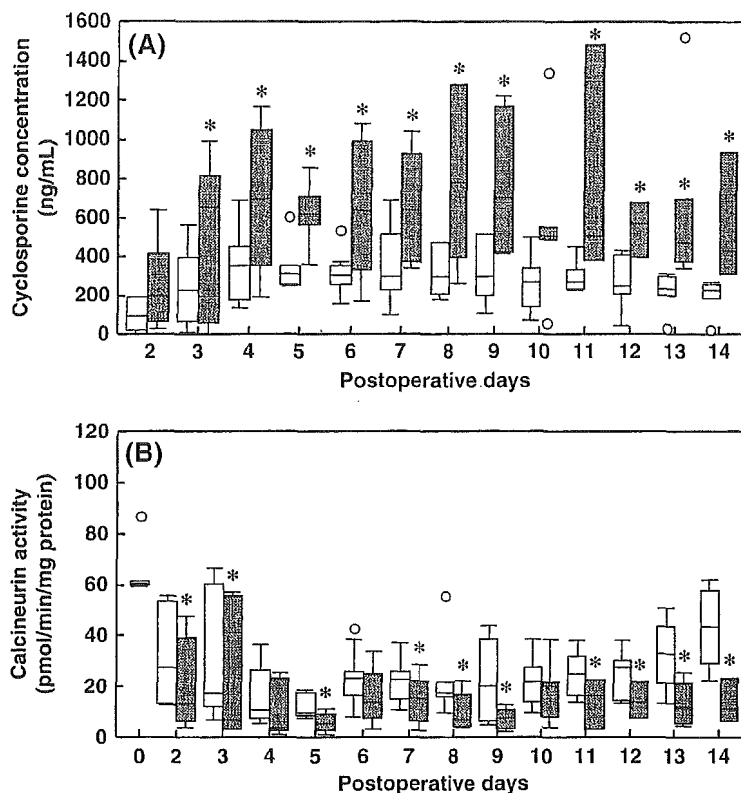 (A)
Cyclosporine concentration
(ng/mL)
1600
1400
1200
1000
800
600
400
200
0
* * * * * * * * * * *
2 3 4 5 6 7 8 9 10 11 12 13 14
Postoperative days
(B)
Calcineurin activity
(pmol/min/mg protein)
120
100
80
60
40
20
0
* * * * * * * * * *
0 2 3 4 5 6 7 8 9 10 11 12 13 14
Postoperative days